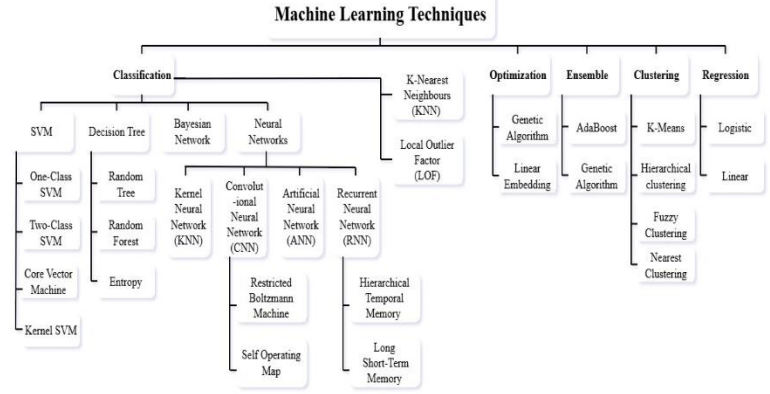 Machine Learning Techniques
Classification
K-Nearest
Neighbours
(KNN)
Local Outlier
Factor
(LOF)
Optimization
Ensemble
Clustering
Regression
SVM
Decision Tree
Bayesian
Network
Neural
Networks
One-Class
SVM
Two-Class
SVM
Core Vector
Machine
Kernel SVM
Random
Tree
Random
Forest
Entropy
Kernel
Neural
Network
(KNN)
Convolut
-ional
Neural
Network
(CNN)
Artificial
Neural
Network
(ANN)
Recurrent
Neural
Network
(RNN)
Restricted
Boltzmann
Machine
Self Operating
Map
Hierarchical
Temporal
Memory
Long
Short-Term
Memory
Genetic
Algorithm
Linear
Embedding
AdaBoost
Genetic
Algorithm
K-Means
Hierarchical
clustering
Fuzzy
Clustering
Nearest
Clustering
Logistic
Linear